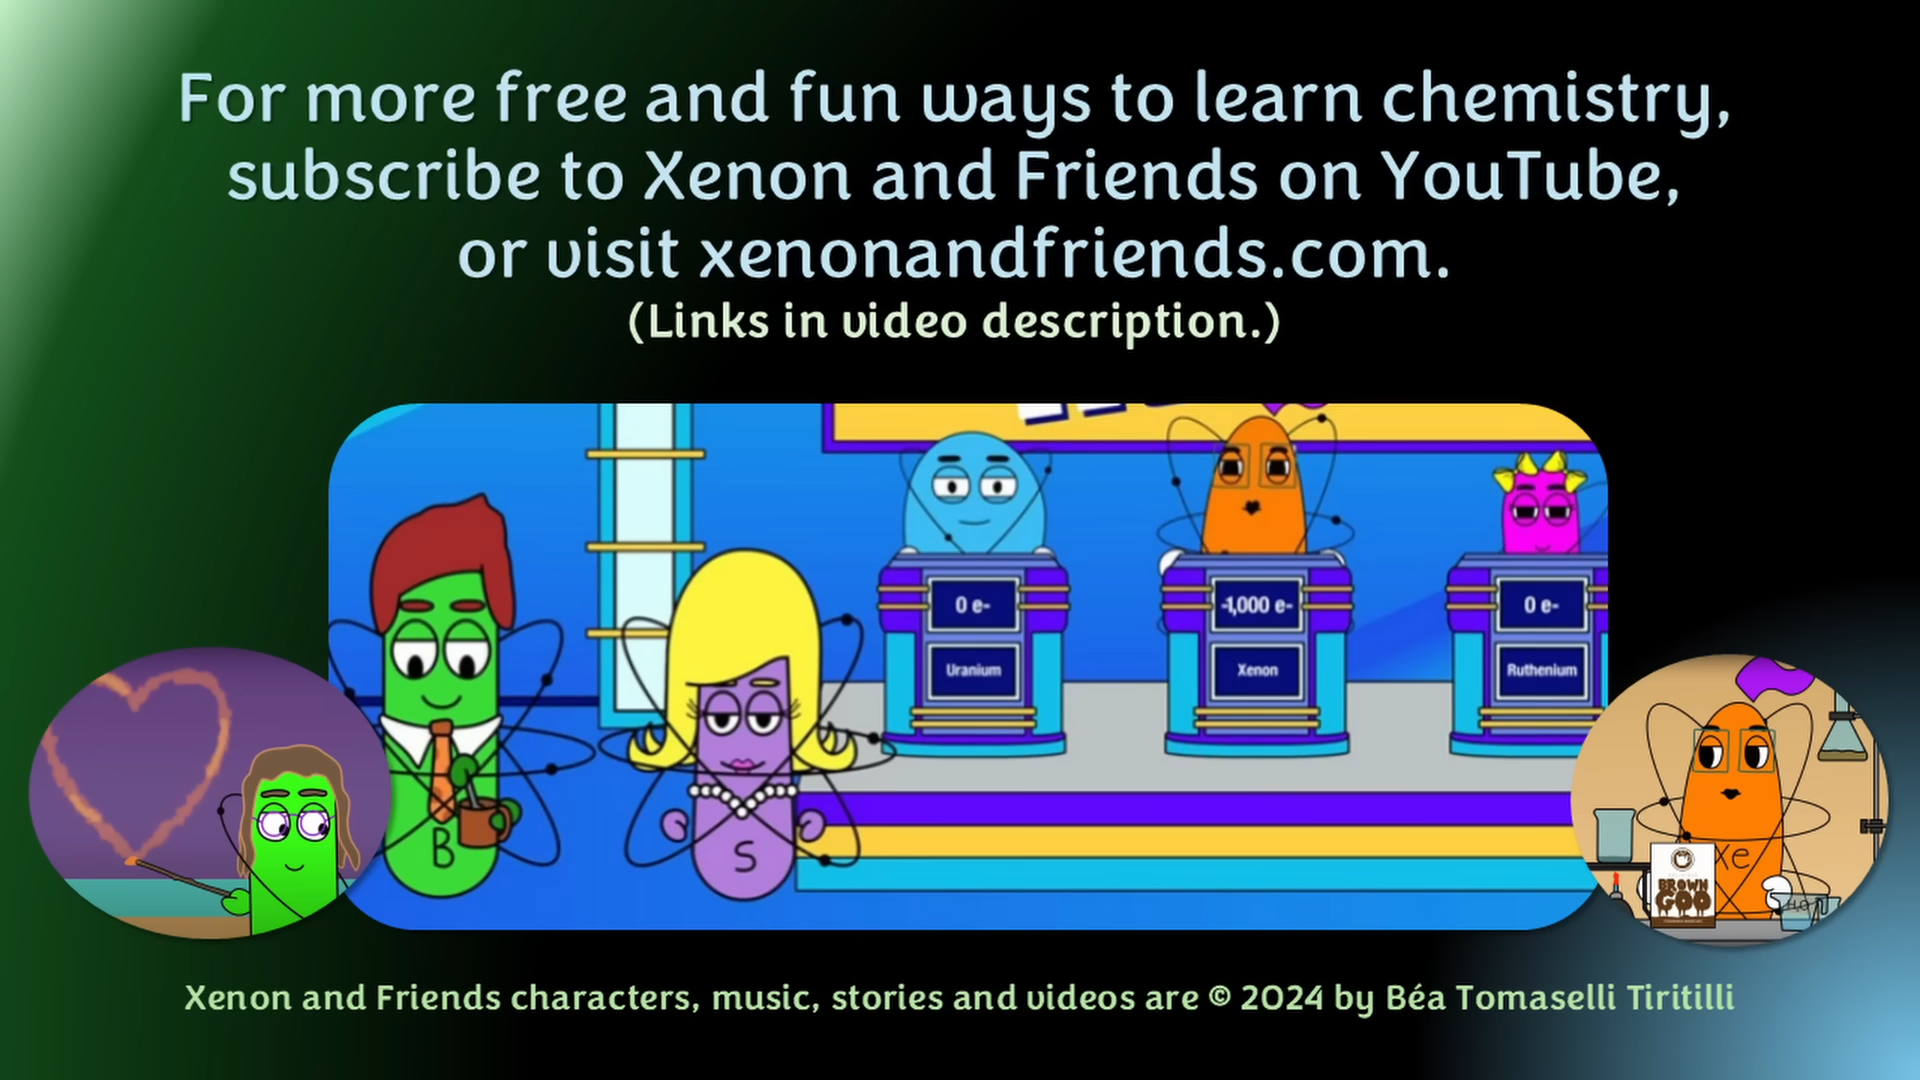 For more free and fun ways to learn chemistry,
subscribe to Xenon and Friends on YouTube,
or visit xenonandfriends.com.
(Links in video description.)
0 e-
-1,000 e-
0 e-
Uranium
Xenon
Ruthenium
B
S
Xe
BROWN
GOO
H₂O
Xenon and Friends characters, music, stories and videos are © 2024 by Béa Tomaselli Tiritilli